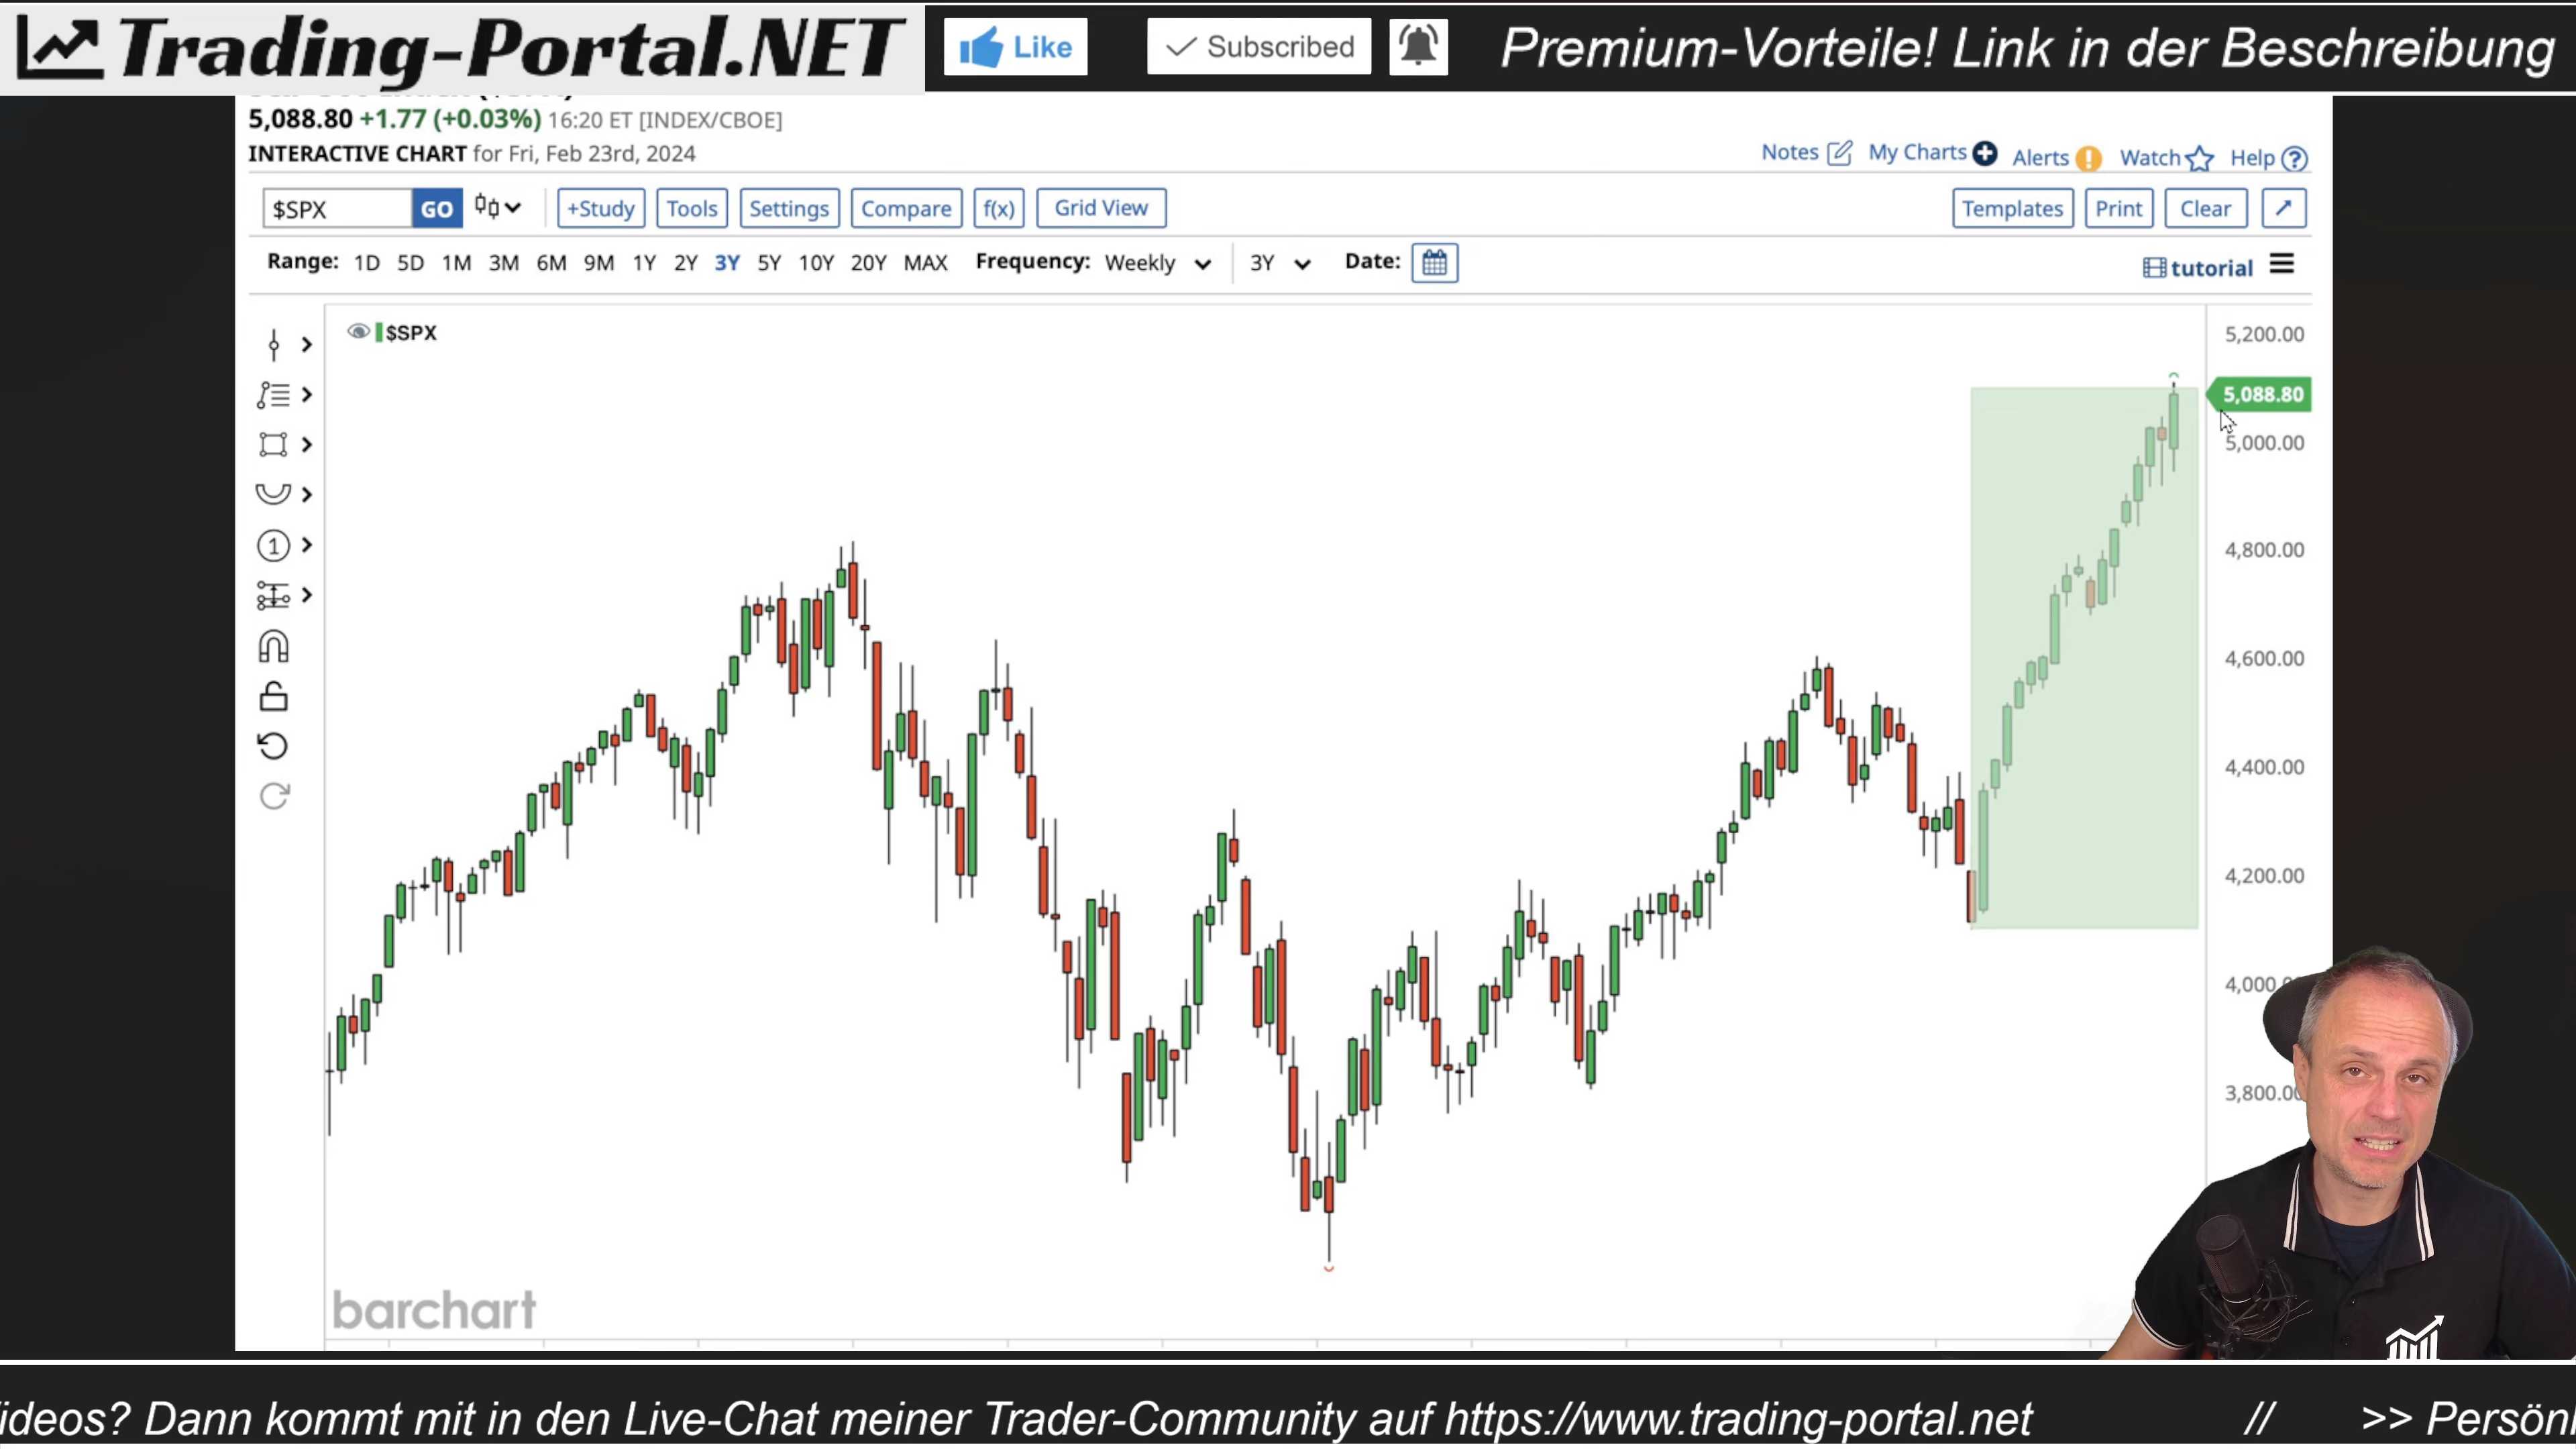 Trading-Portal.NET
Like
Subscribed
Premium-Vorteile! Link in der Beschreibung
5,088.80 +1.77 (+0.03%) 16:20 ET [INDEX/CBOE]
INTERACTIVE CHART for Fri, Feb 23rd, 2024
Notes My Charts Alerts Watch Help
$SPX GO +Study Tools Settings Compare f(x) Grid View Templates Print Clear
Range: 1D 5D 1M 3M 6M 9M 1Y 2Y 3Y 5Y 10Y 20Y MAX Frequency: Weekly 3Y Date: tutorial
$SPX
5,200.00
5,088.80
5,000.00
4,800.00
4,600.00
4,400.00
4,200.00
1
barchart
Dann kommt mit in den Live-Chat meiner Trader-Community auf https://www.trading-portal.net // >>